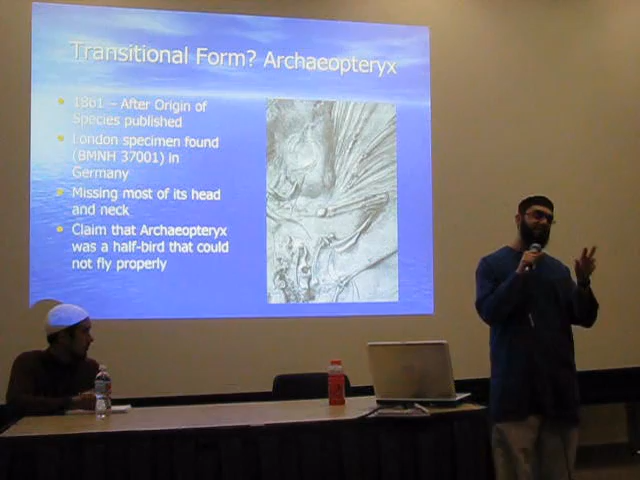 Transitional Form? Archaeopteryx
• 1861 – After Origin of
Species published
• London specimen found
(BMNH 37001) in
Germany
• Missing most of its head
and neck
• Claim that Archaeopteryx
was a half-bird that could
not fly properly